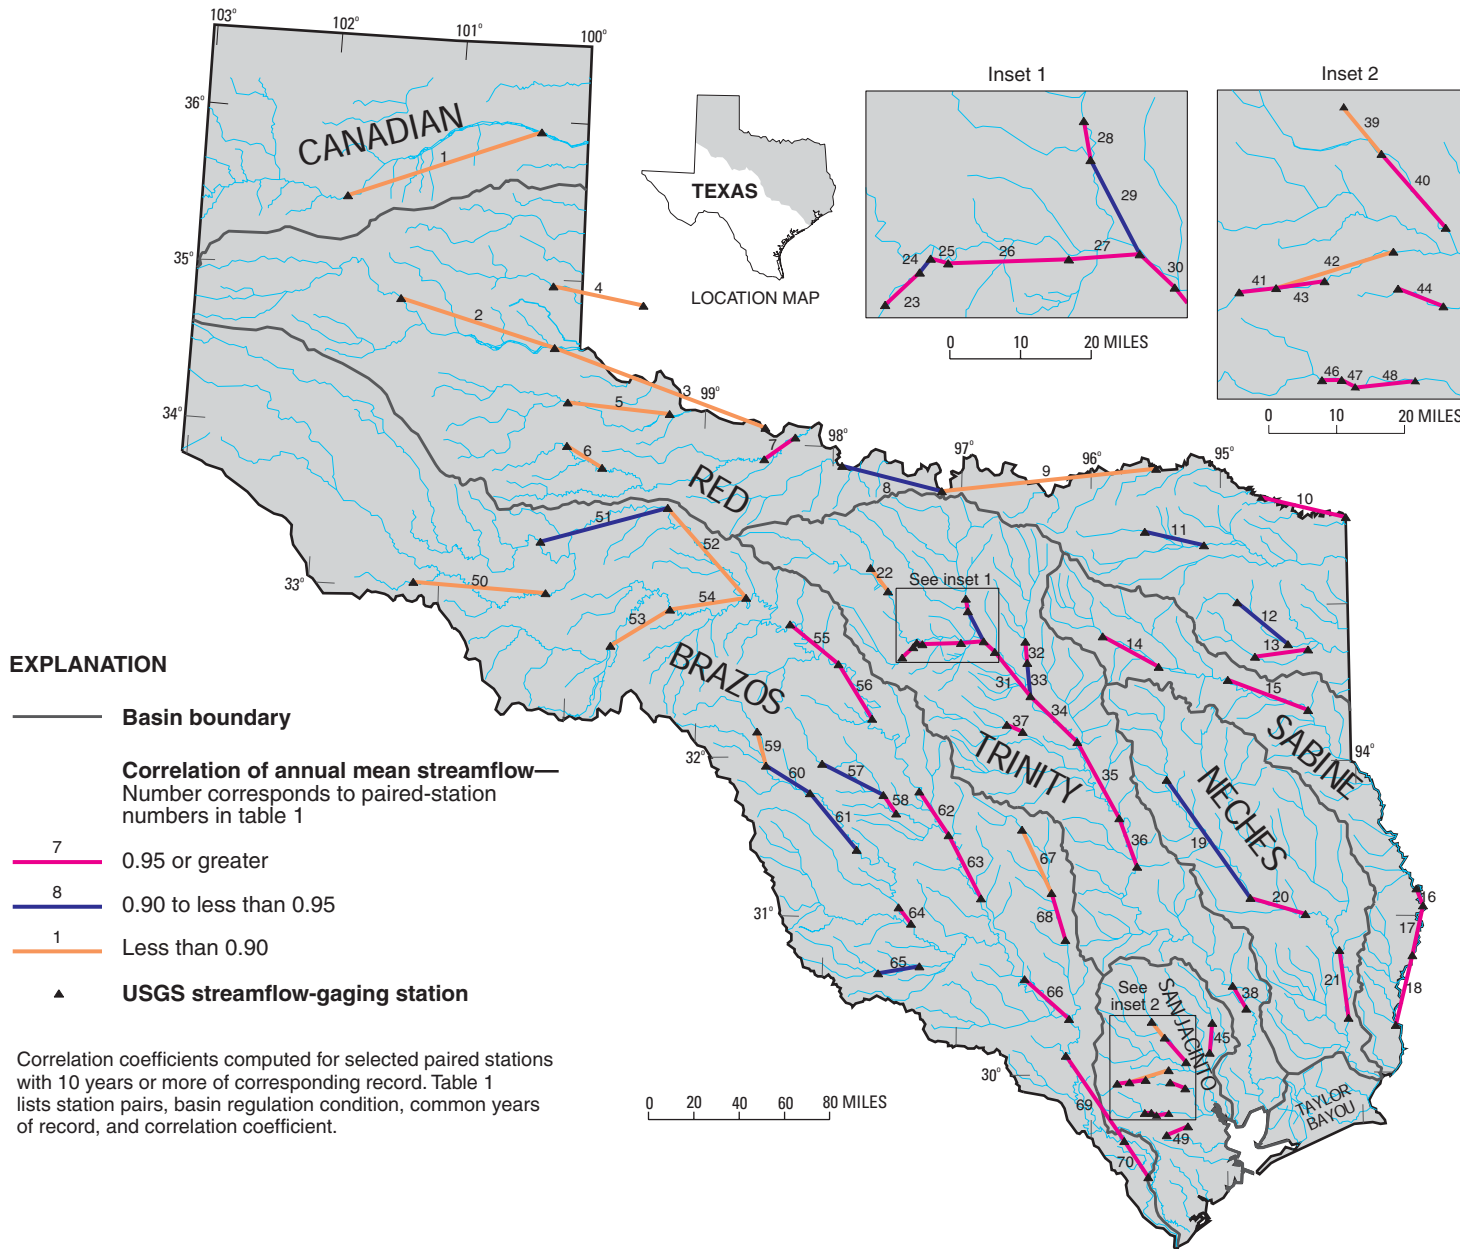 103°
102°
101°
100°
36°
35°
34°
33°
32°
31°
30°
99°
98°
97°
96°
95°
94°
CANADIAN
RED
BRAZOS
TRINITY
SABINE
NECHES
SAN JACINTO
TAYLOR
BAYOU
1
2
3
4
5
6
7
8
9
10
11
12
13
14
15
16
17
18
19
20
21
22
See inset 1
31
32
33
34
35
36
37
38
See
inset 2
45
49
50
51
52
53
54
55
56
57
58
59
60
61
62
63
64
65
66
67
68
69
70
TEXAS
LOCATION MAP
Inset 1
23
24
25
26
27
28
29
30
0 10 20 MILES
Inset 2
39
40
41
42
43
44
46
47
48
0 10 20 MILES
0 20 40 60 80 MILES
EXPLANATION
Basin boundary
Correlation of annual mean streamflow—
Number corresponds to paired-station
numbers in table 1
7 0.95 or greater
8 0.90 to less than 0.95
1 Less than 0.90
USGS streamflow-gaging station
Correlation coefficients computed for selected paired stations
with 10 years or more of corresponding record. Table 1
lists station pairs, basin regulation condition, common years
of record, and correlation coefficient.